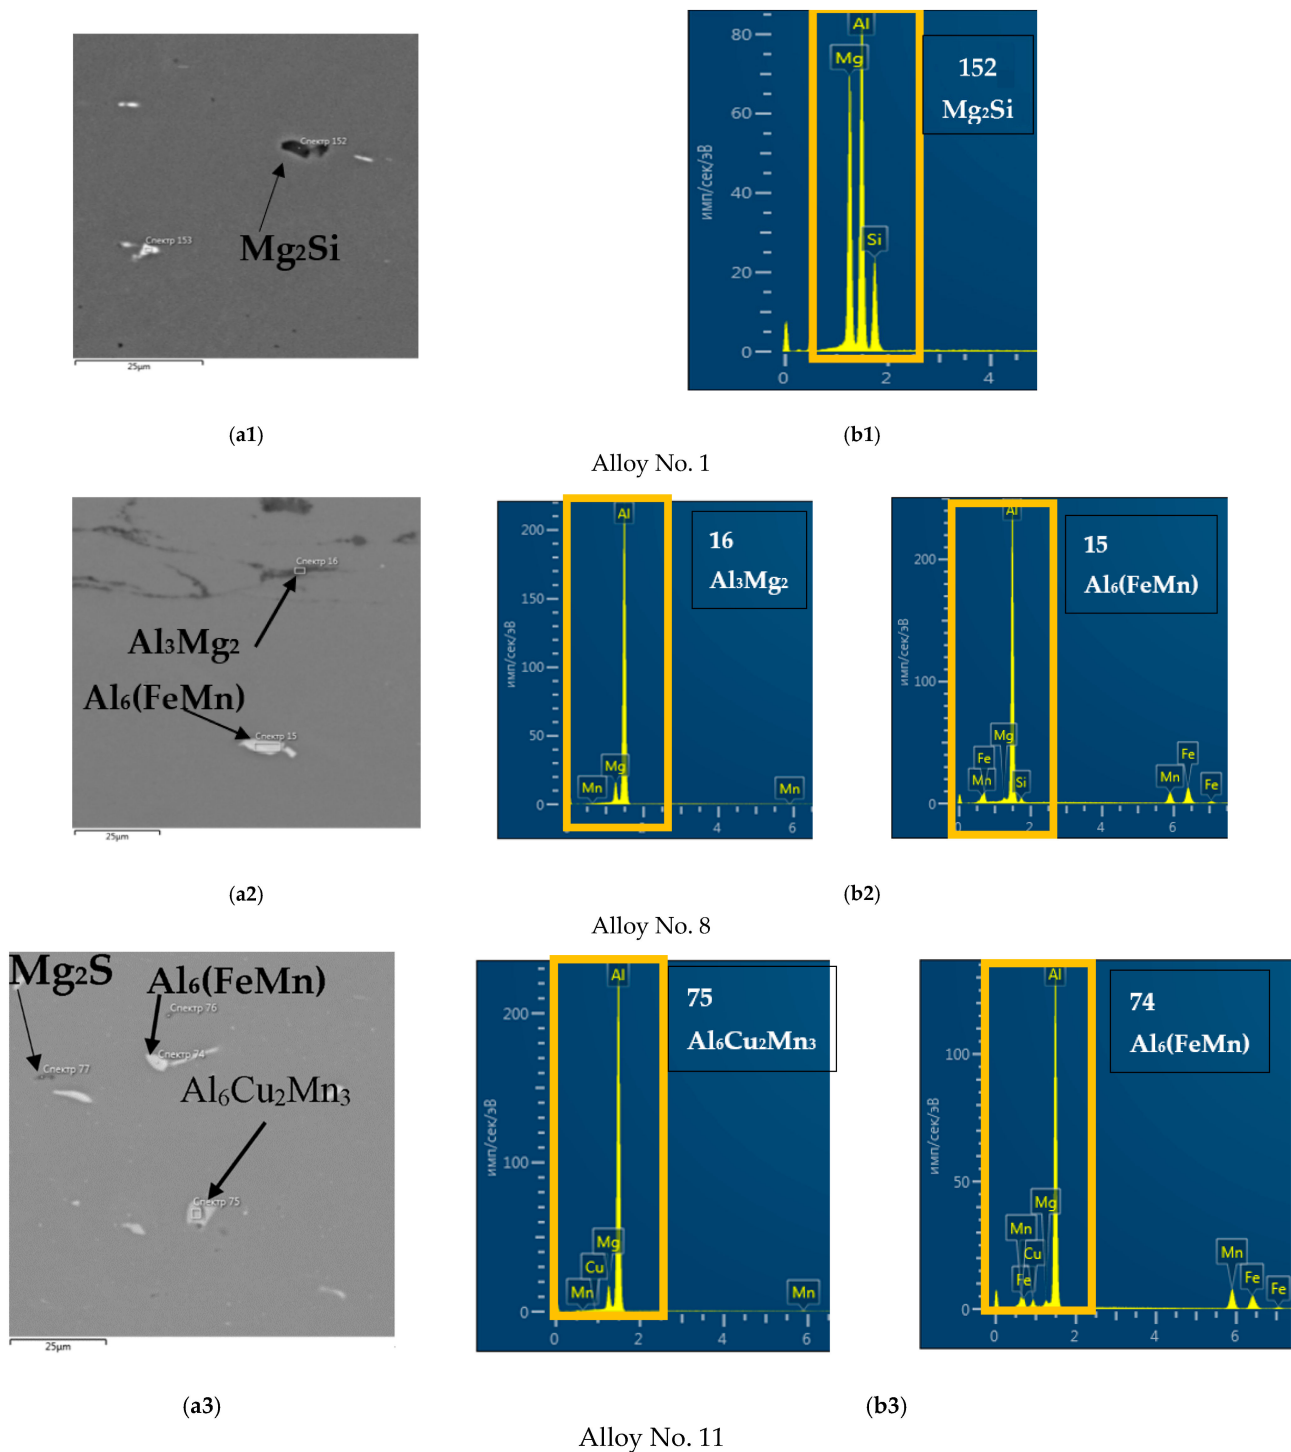 Спектр 152
Спектр 153
Mg₂Si
25μm
80
60
40
20
0
имп/сек/эВ
Al
Mg
Si
152
Mg₂Si
0 2 4
(a1)
(b1)
Alloy No. 1
Спектр 16
Al₃Mg₂
Al₆(FeMn)
Спектр 15
25μm
200
150
100
50
0
имп/сек/эВ
Al
16
Al₃Mg₂
Mg
Mn
Mn
2 4 6
200
100
0
имп/сек/эВ
Al
15
Al₆(FeMn)
Mg
Fe
Mn
Si
Fe
Mn
Fe
0 2 4 6
(a2)
(b2)
Alloy No. 8
Mg₂S
Al₆(FeMn)
Спектр 76
Спектр 74
Спектр 77
Al₆Cu₂Mn₃
Спектр 75
25μm
200
100
0
имп/сек/эВ
Al
75
Al₆Cu₂Mn₃
Mg
Cu
Mn
Mn
0 2 4 6
100
50
0
имп/сек/эВ
Al
74
Al₆(FeMn)
Mg
Mn
Cu
Fe
Mn
Fe
Fe
0 2 4 6
(a3)
(b3)
Alloy No. 11